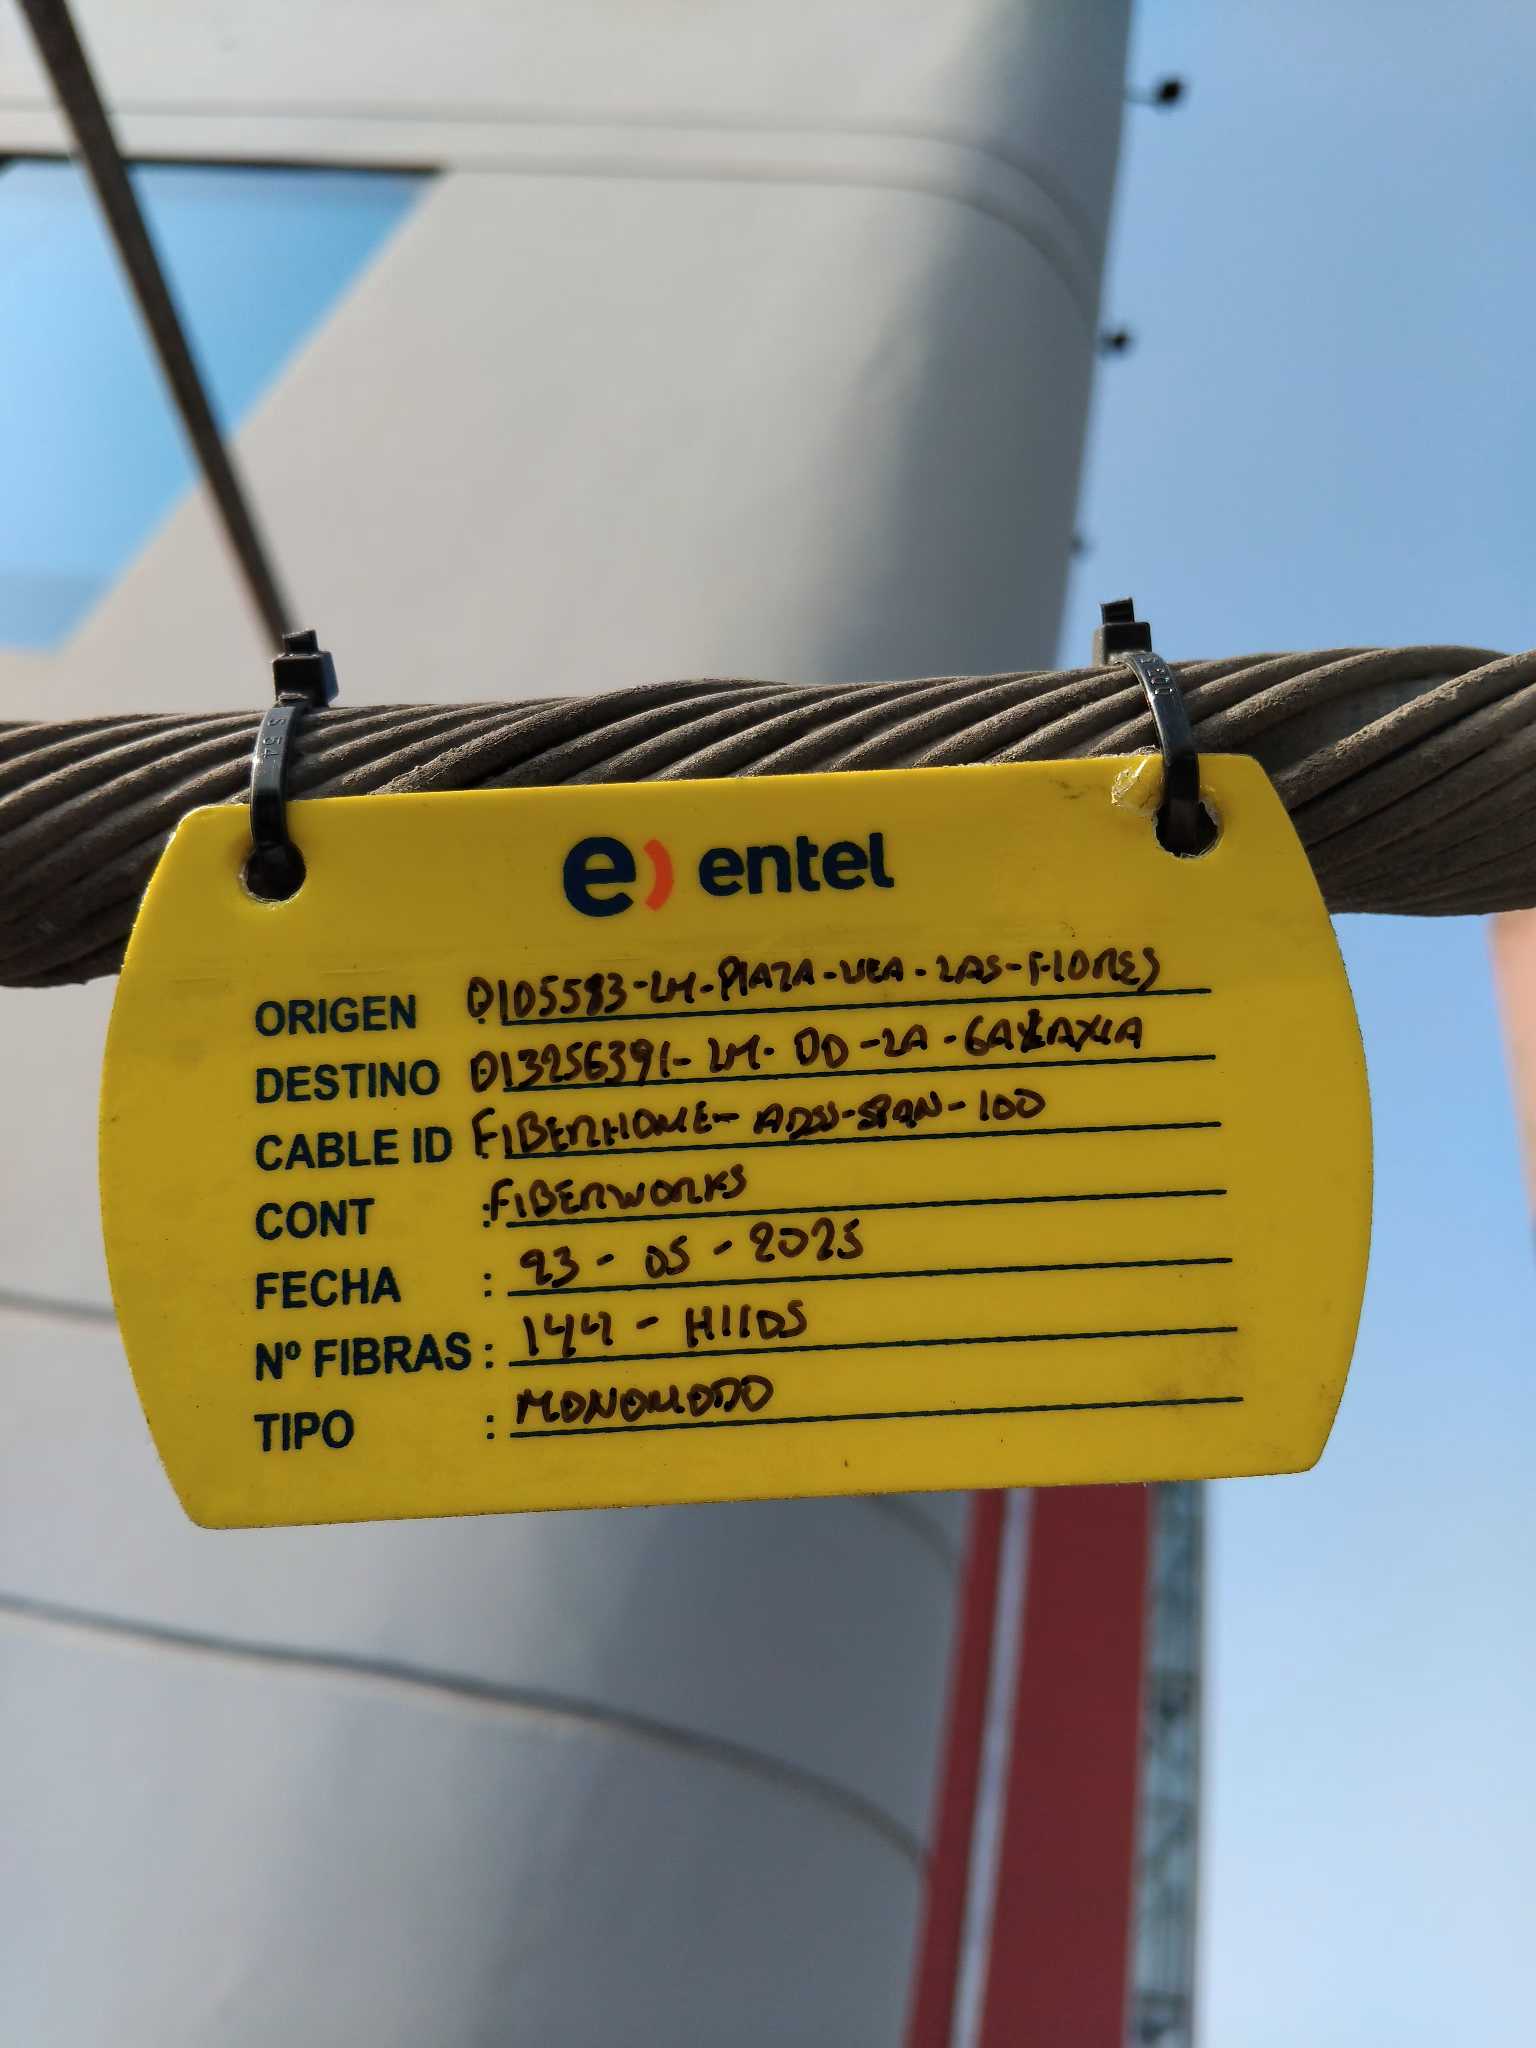 e) entel
ORIGEN : 0105583-LM-PLAZA-VEA-LAS-FLORES
DESTINO : 013256391-LM-DD-LA-GALAXIA
CABLE ID : FIBERHOME-ADSS-SPAN-100
CONT : FIBERWORKS
FECHA : 23-05-2025
Nº FIBRAS : 144-HILOS
TIPO : MONOMODO